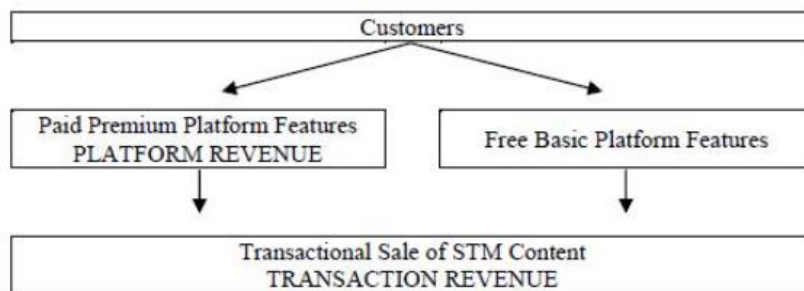 Customers
Paid Premium Platform Features
PLATFORM REVENUE
Free Basic Platform Features
Transactional Sale of STM Content
TRANSACTION REVENUE